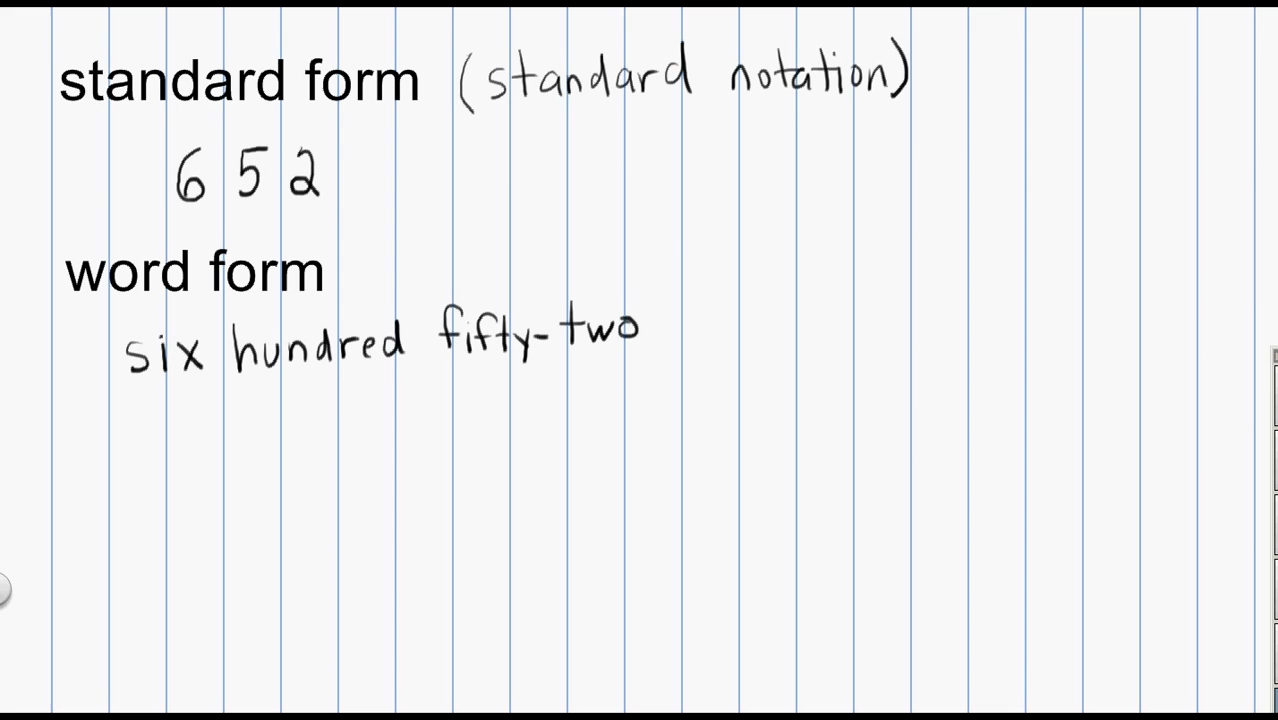 standard form (standard notation)
6 5 2
word form
six hundred fifty-two